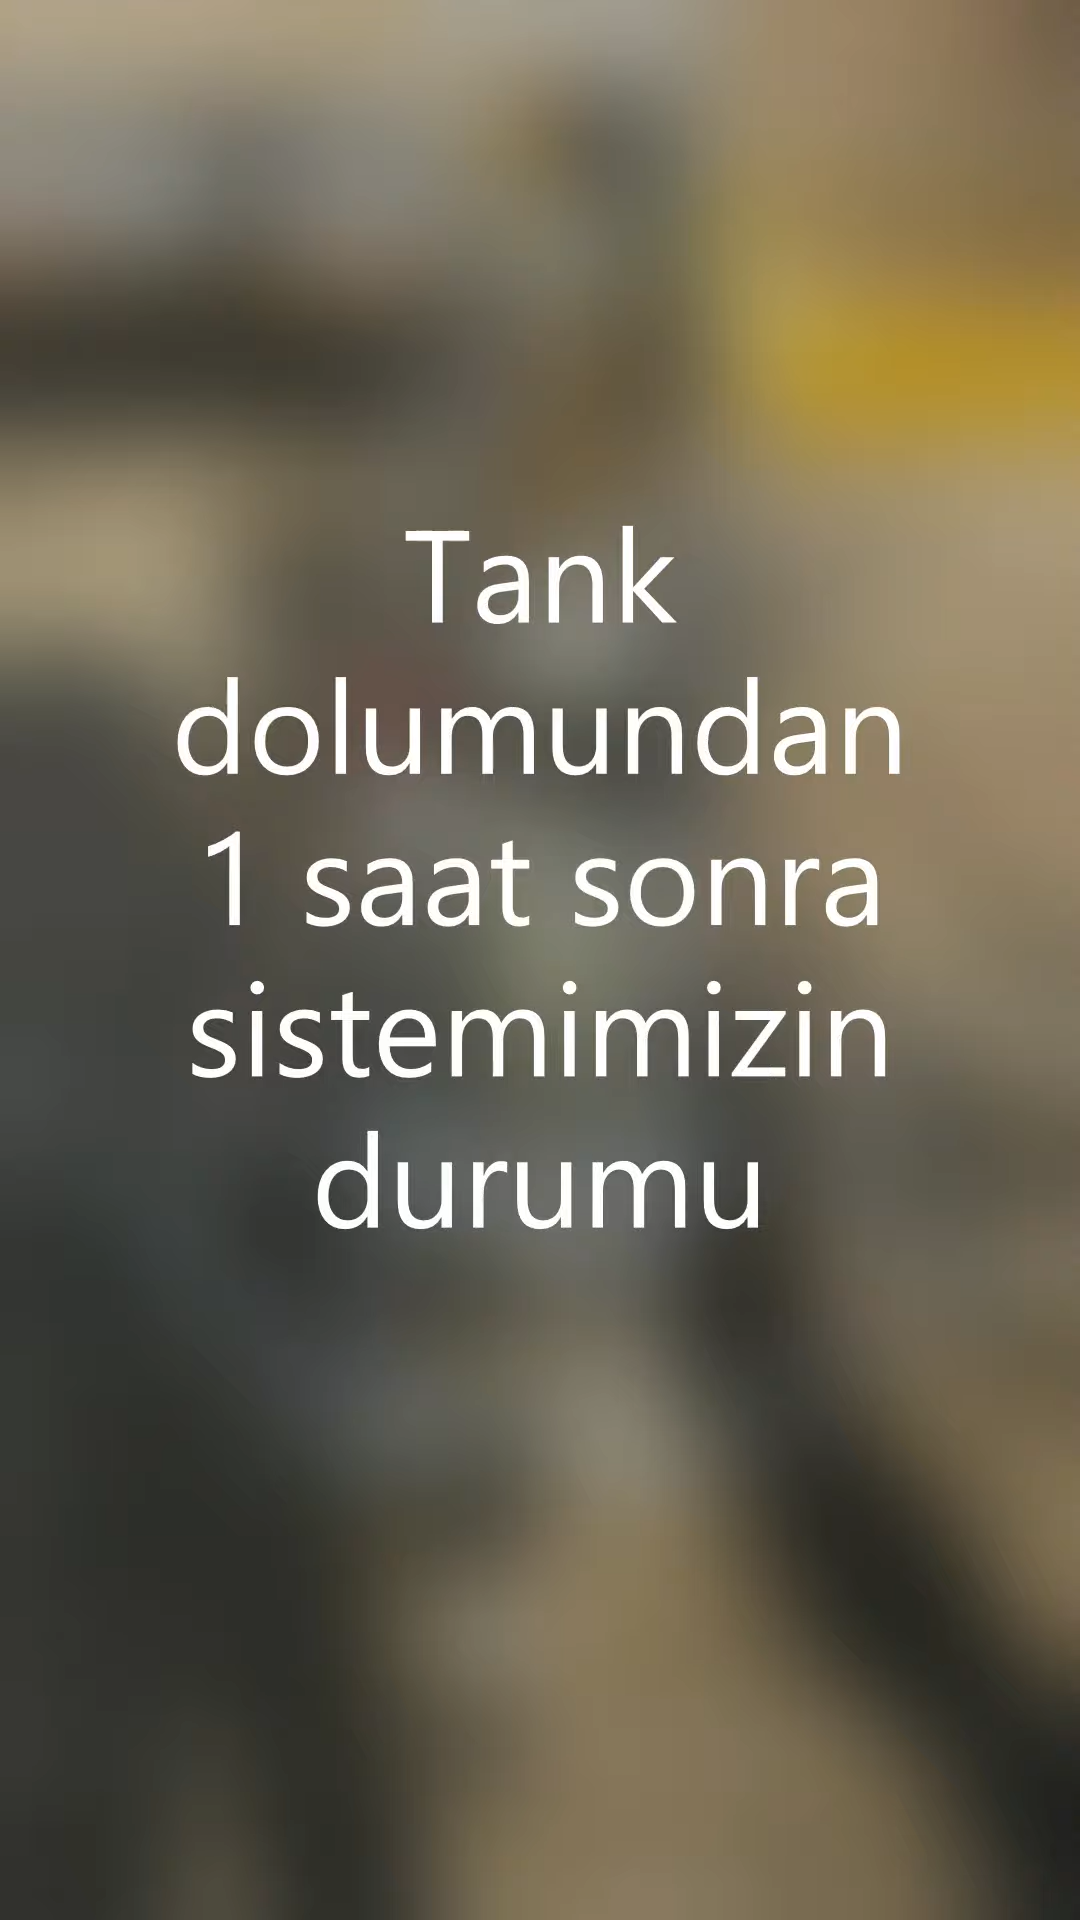 Tank
dolumundan
1 saat sonra
sistemimizin
durumu